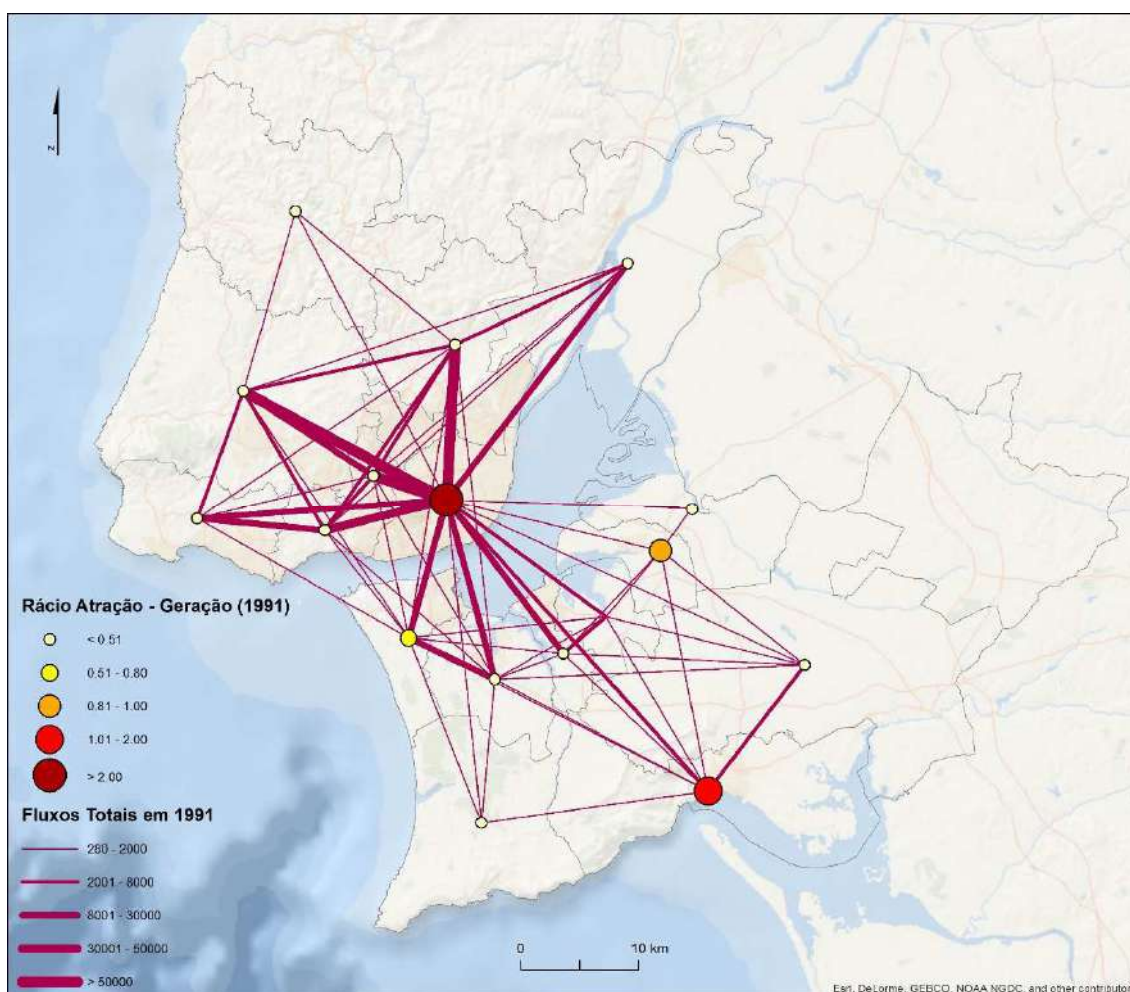 z
Rácio Atração - Geração (1991)
< 0.51
0.51 - 0.80
0.81 - 1.00
1.01 - 2.00
> 2.00
Fluxos Totais em 1991
280 - 2000
2001 - 8000
8001 - 30000
30001 - 50000
> 50000
0 10 km
Esri, DeLorme, GEBCO, NOAA NGDC, and other contributor